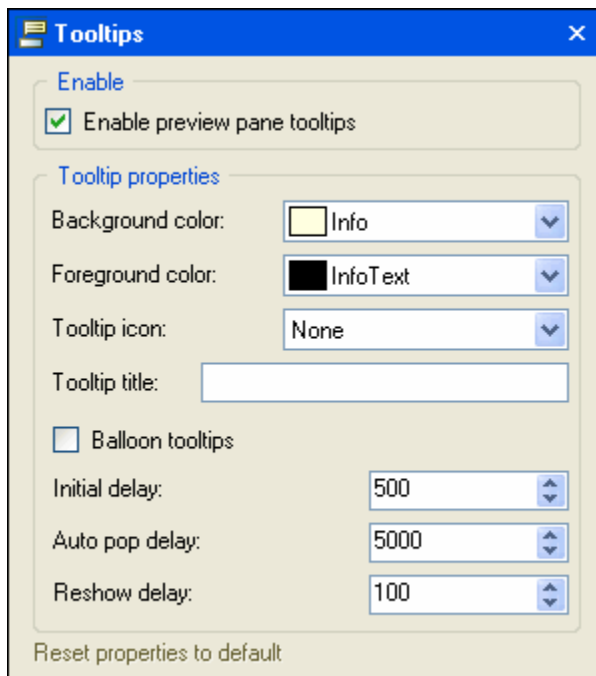 Tooltips
Enable
Enable preview pane tooltips
Tooltip properties
Background color: Info
Foreground color: InfoText
Tooltip icon: None
Tooltip title:
Balloon tooltips
Initial delay: 500
Auto pop delay: 5000
Reshow delay: 100
Reset properties to default